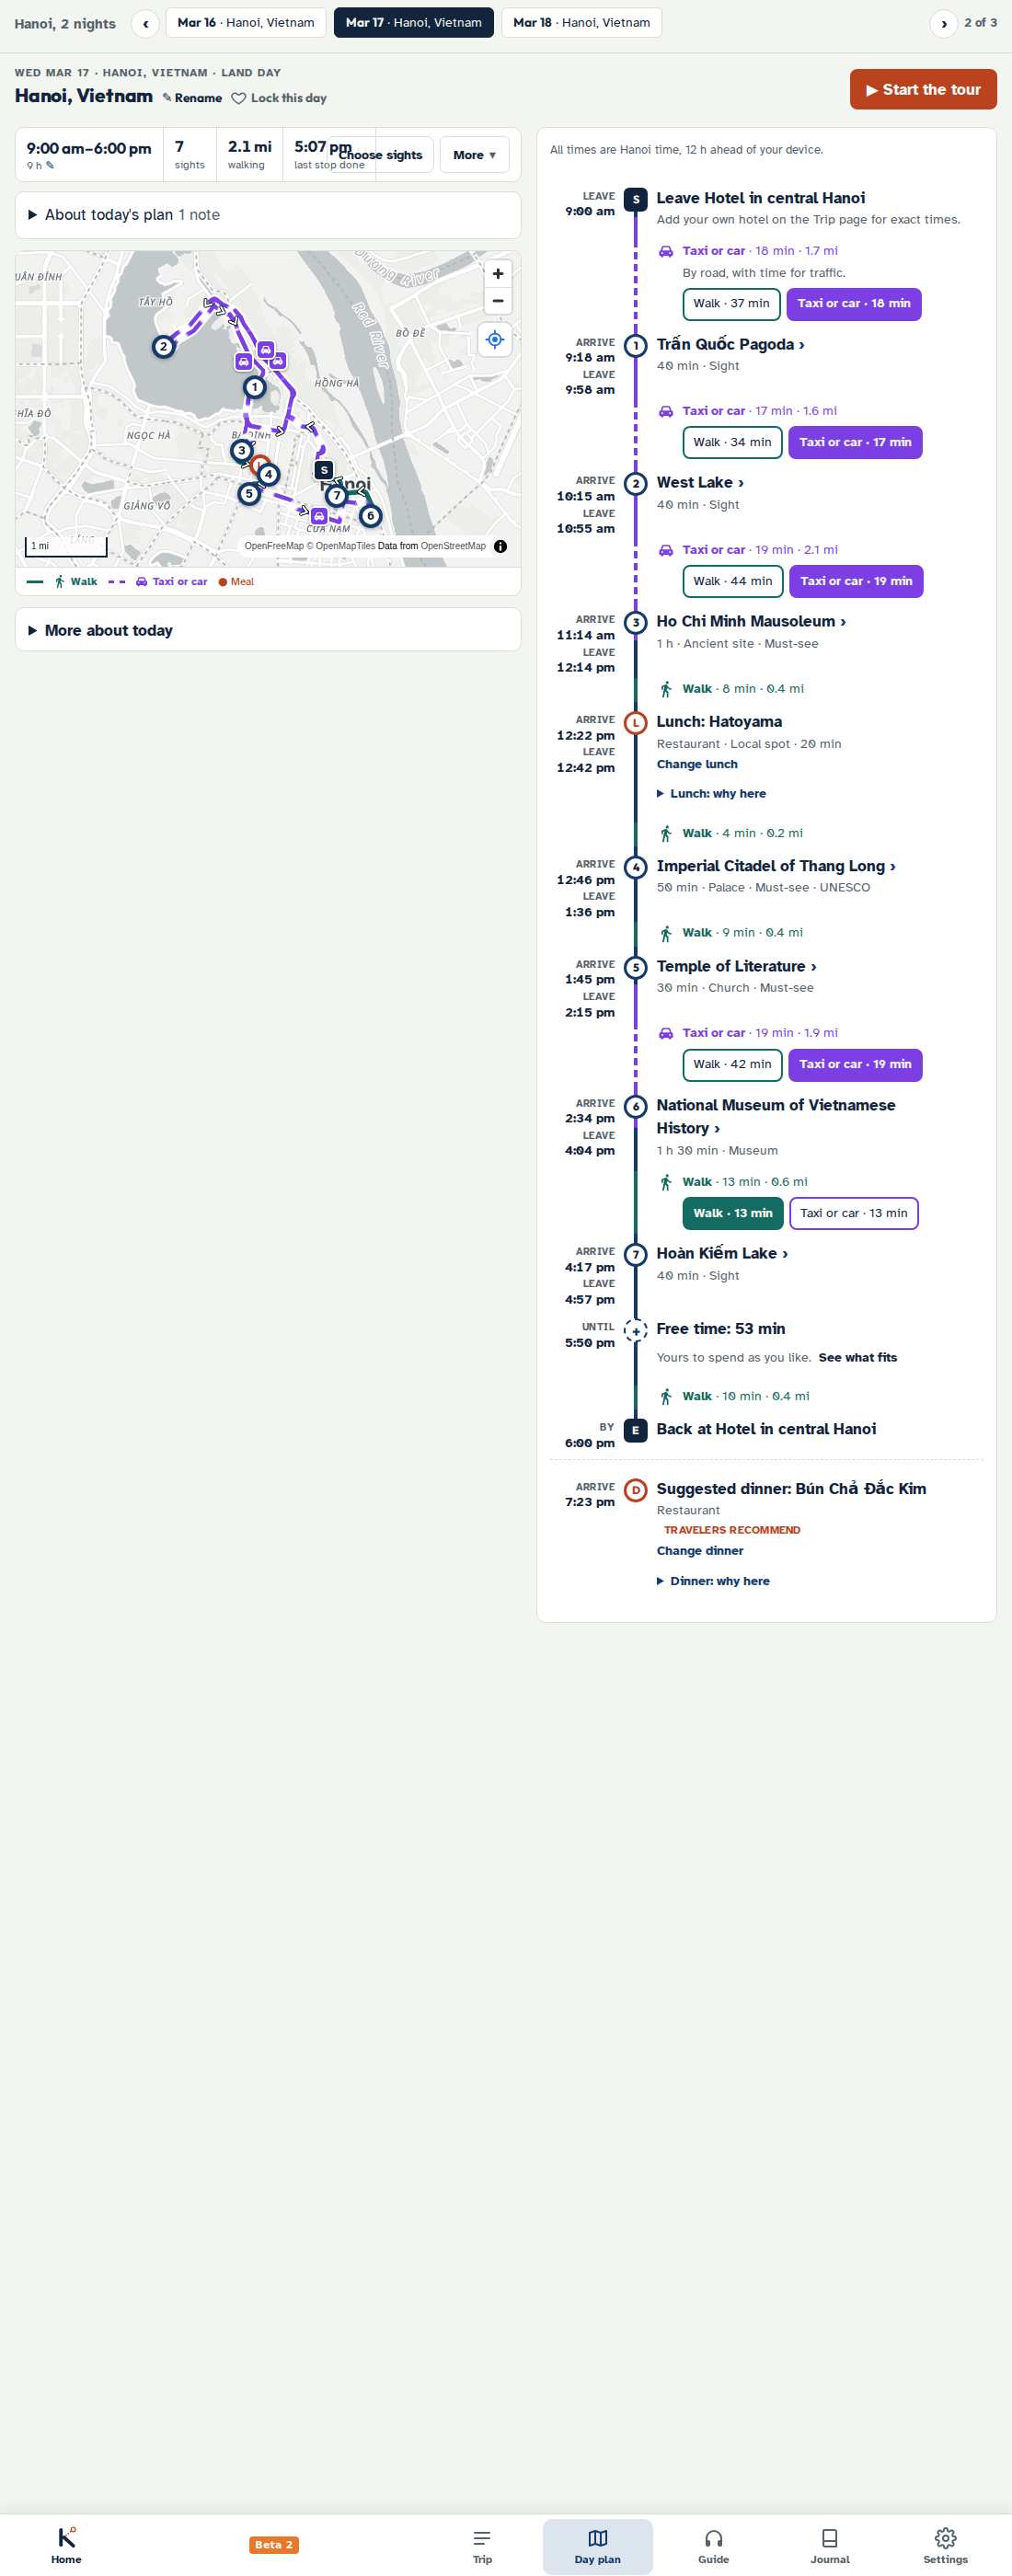 Hanoi, 2 nights
‹
Mar 16 · Hanoi, Vietnam
Mar 17 · Hanoi, Vietnam
Mar 18 · Hanoi, Vietnam
›
2 of 3
WED MAR 17 · HANOI, VIETNAM · LAND DAY
Hanoi, Vietnam ✎ Rename ♡ Lock this day
▶ Start the tour
9:00 am–6:00 pm
9 h ✎
7
sights
2.1 mi
walking
5:07 pm
last stop done
Choose sights
More ▾
▶ About today's plan 1 note
UÂN ĐỈNH
TÂY HỒ
Đuống River
Red River
BỒ ĐỀ
HỒNG HÀ
HĨA ĐÔ
NGỌC HÀ
GIẢNG VÕ
CỬA NAM
+
−
2
1
3
4
5
S
7
6
1 mi
OpenFreeMap © OpenMapTiles Data from OpenStreetMap
Walk
Taxi or car
Meal
▶ More about today
All times are Hanoi time, 12 h ahead of your device.
LEAVE
9:00 am
S
Leave Hotel in central Hanoi
Add your own hotel on the Trip page for exact times.
Taxi or car · 18 min · 1.7 mi
By road, with time for traffic.
Walk · 37 min
Taxi or car · 18 min
ARRIVE
9:18 am
LEAVE
9:58 am
1
Trấn Quốc Pagoda ›
40 min · Sight
Taxi or car · 17 min · 1.6 mi
Walk · 34 min
Taxi or car · 17 min
ARRIVE
10:15 am
LEAVE
10:55 am
2
West Lake ›
40 min · Sight
Taxi or car · 19 min · 2.1 mi
Walk · 44 min
Taxi or car · 19 min
ARRIVE
11:14 am
LEAVE
12:14 pm
3
Ho Chi Minh Mausoleum ›
1 h · Ancient site · Must-see
Walk · 8 min · 0.4 mi
ARRIVE
12:22 pm
LEAVE
12:42 pm
L
Lunch: Hatoyama
Restaurant · Local spot · 20 min
Change lunch
▶ Lunch: why here
Walk · 4 min · 0.2 mi
ARRIVE
12:46 pm
LEAVE
1:36 pm
4
Imperial Citadel of Thang Long ›
50 min · Palace · Must-see · UNESCO
Walk · 9 min · 0.4 mi
ARRIVE
1:45 pm
LEAVE
2:15 pm
5
Temple of Literature ›
30 min · Church · Must-see
Taxi or car · 19 min · 1.9 mi
Walk · 42 min
Taxi or car · 19 min
ARRIVE
2:34 pm
LEAVE
4:04 pm
6
National Museum of Vietnamese
History ›
1 h 30 min · Museum
Walk · 13 min · 0.6 mi
Walk · 13 min
Taxi or car · 13 min
ARRIVE
4:17 pm
LEAVE
4:57 pm
7
Hoàn Kiếm Lake ›
40 min · Sight
UNTIL
5:50 pm
+
Free time: 53 min
Yours to spend as you like. See what fits
Walk · 10 min · 0.4 mi
BY
6:00 pm
E
Back at Hotel in central Hanoi
ARRIVE
7:23 pm
D
Suggested dinner: Bún Chả Đắc Kim
Restaurant
TRAVELERS RECOMMEND
Change dinner
▶ Dinner: why here
Home
Beta 2
Trip
Day plan
Guide
Journal
Settings